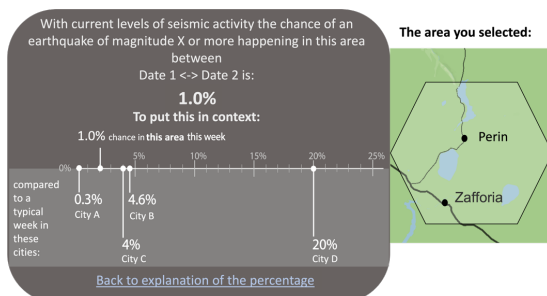 With current levels of seismic activity the chance of an
earthquake of magnitude X or more happening in this area
between
Date 1 <-> Date 2 is:
1.0%
To put this in context:
1.0% chance in this area this week
0% 5% 10% 15% 20% 25%
compared
to a
typical
week in
these
cities:
0.3%
City A
4.6%
City B
4%
City C
20%
City D
Back to explanation of the percentage
The area you selected:
Perin
Zafforia